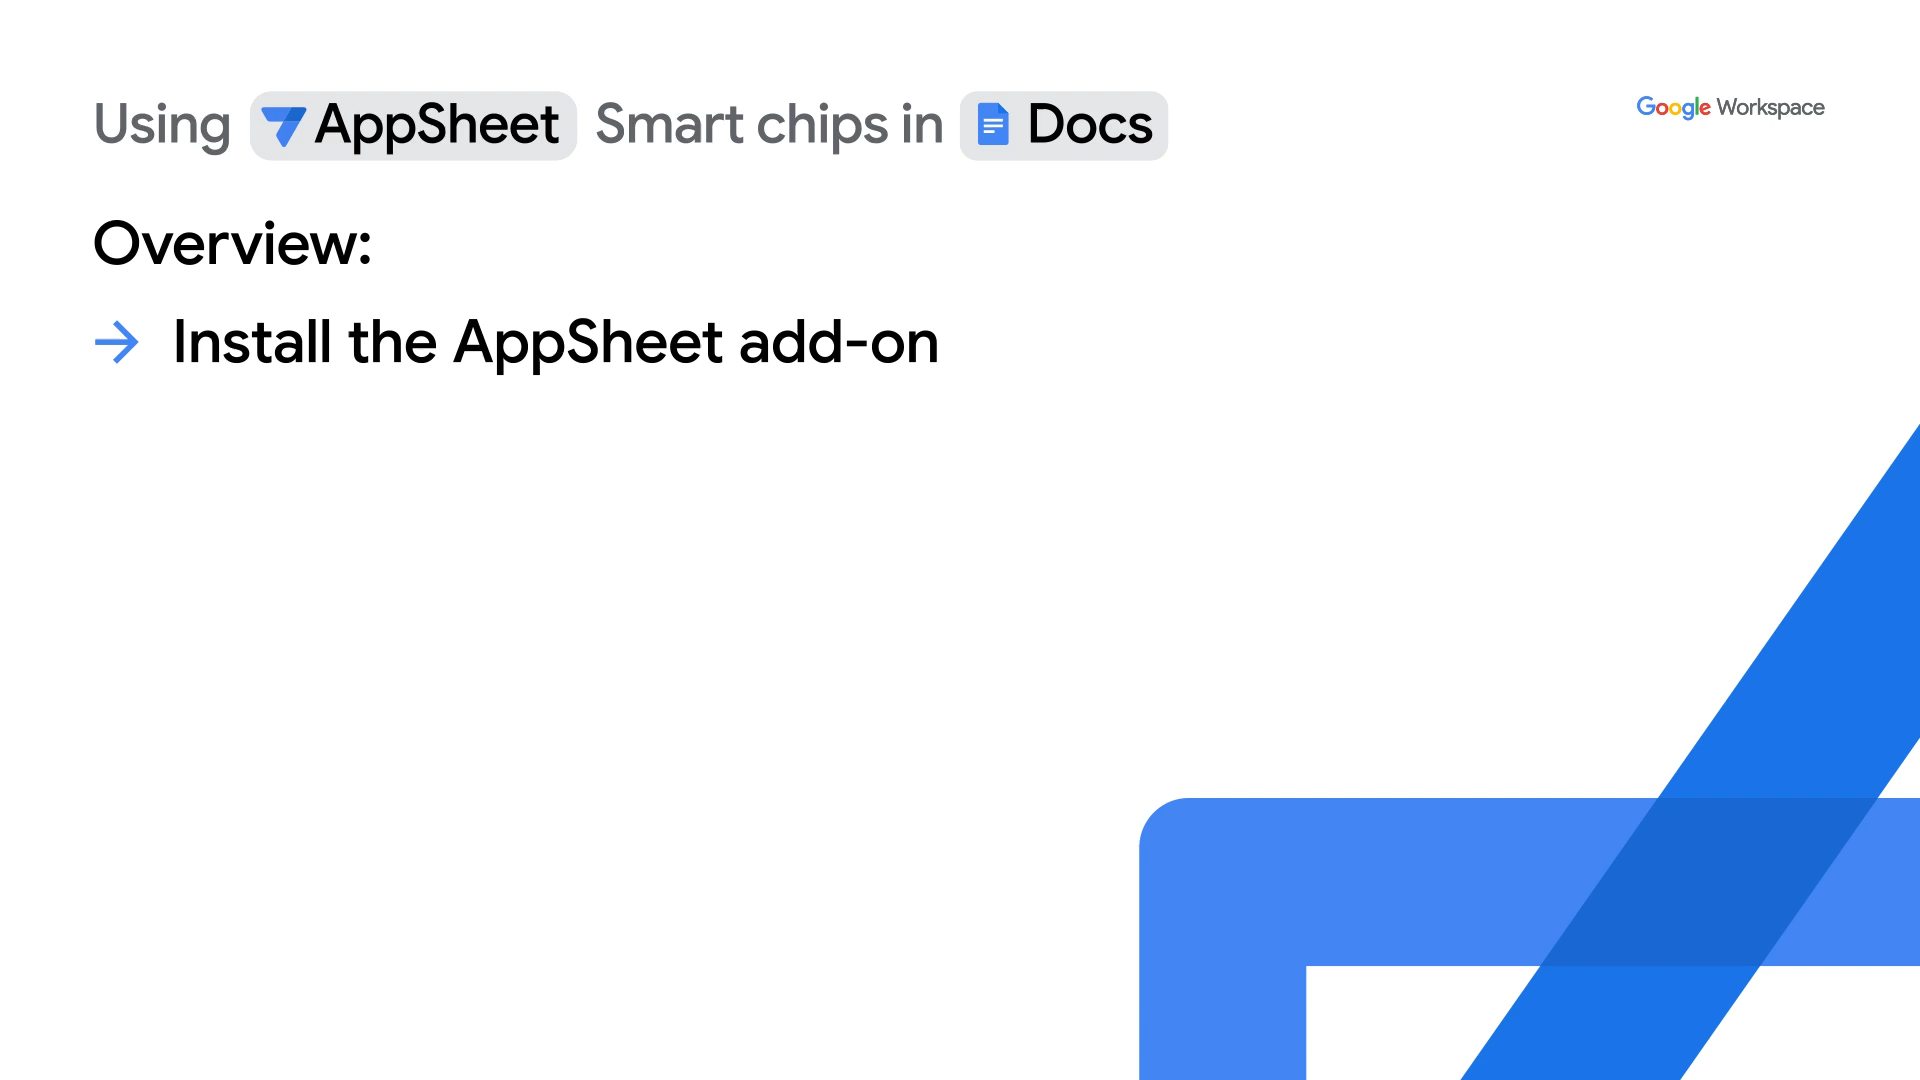 Using AppSheet Smart chips in Docs
Google Workspace
Overview:
→ Install the AppSheet add-on